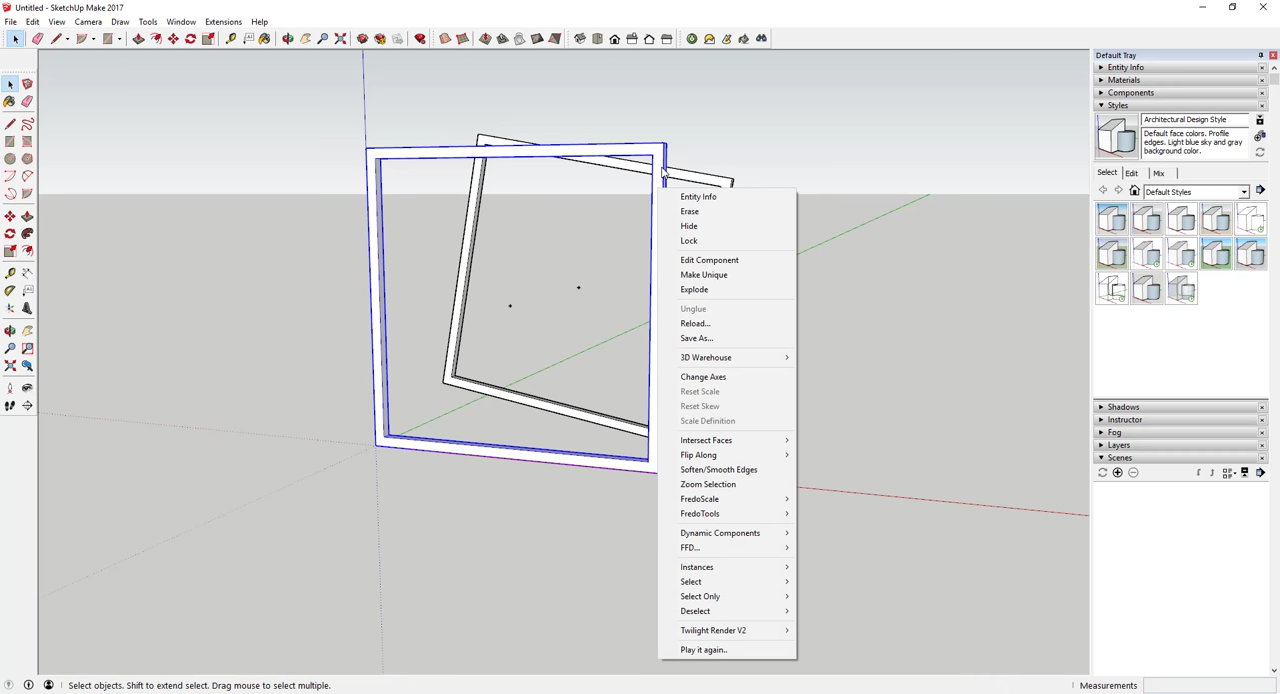 Untitled - SketchUp Make 2017
File Edit View Camera Draw Tools Window Extensions Help
Default Tray
Entity Info
Materials
Components
Styles
Architectural Design Style
Default face colors. Profile
edges. Light blue sky and gray
background color.
Select Edit Mix
Default Styles
Shadows
Instructor
Fog
Layers
Scenes
Entity Info
Erase
Hide
Lock
Edit Component
Make Unique
Explode
Unglue
Reload...
Save As...
3D Warehouse
Change Axes
Reset Scale
Reset Skew
Scale Definition
Intersect Faces
Flip Along
Soften/Smooth Edges
Zoom Selection
FredoScale
FredoTools
Dynamic Components
FFD...
Instances
Select
Select Only
Deselect
Twilight Render V2
Play it again..
Select objects. Shift to extend select. Drag mouse to select multiple.
Measurements